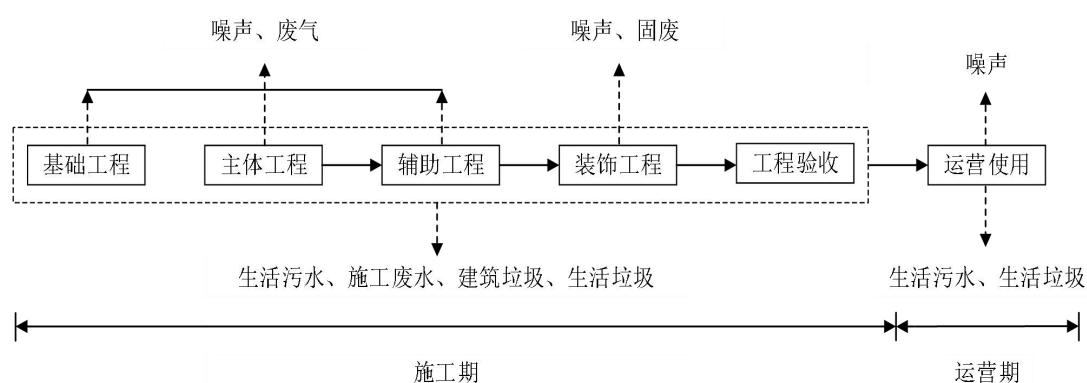 噪声、废气
噪声、固废
噪声
基础工程
主体工程
辅助工程
装饰工程
工程验收
运营使用
生活污水、施工废水、建筑垃圾、生活垃圾
生活污水、生活垃圾
施工期
运营期